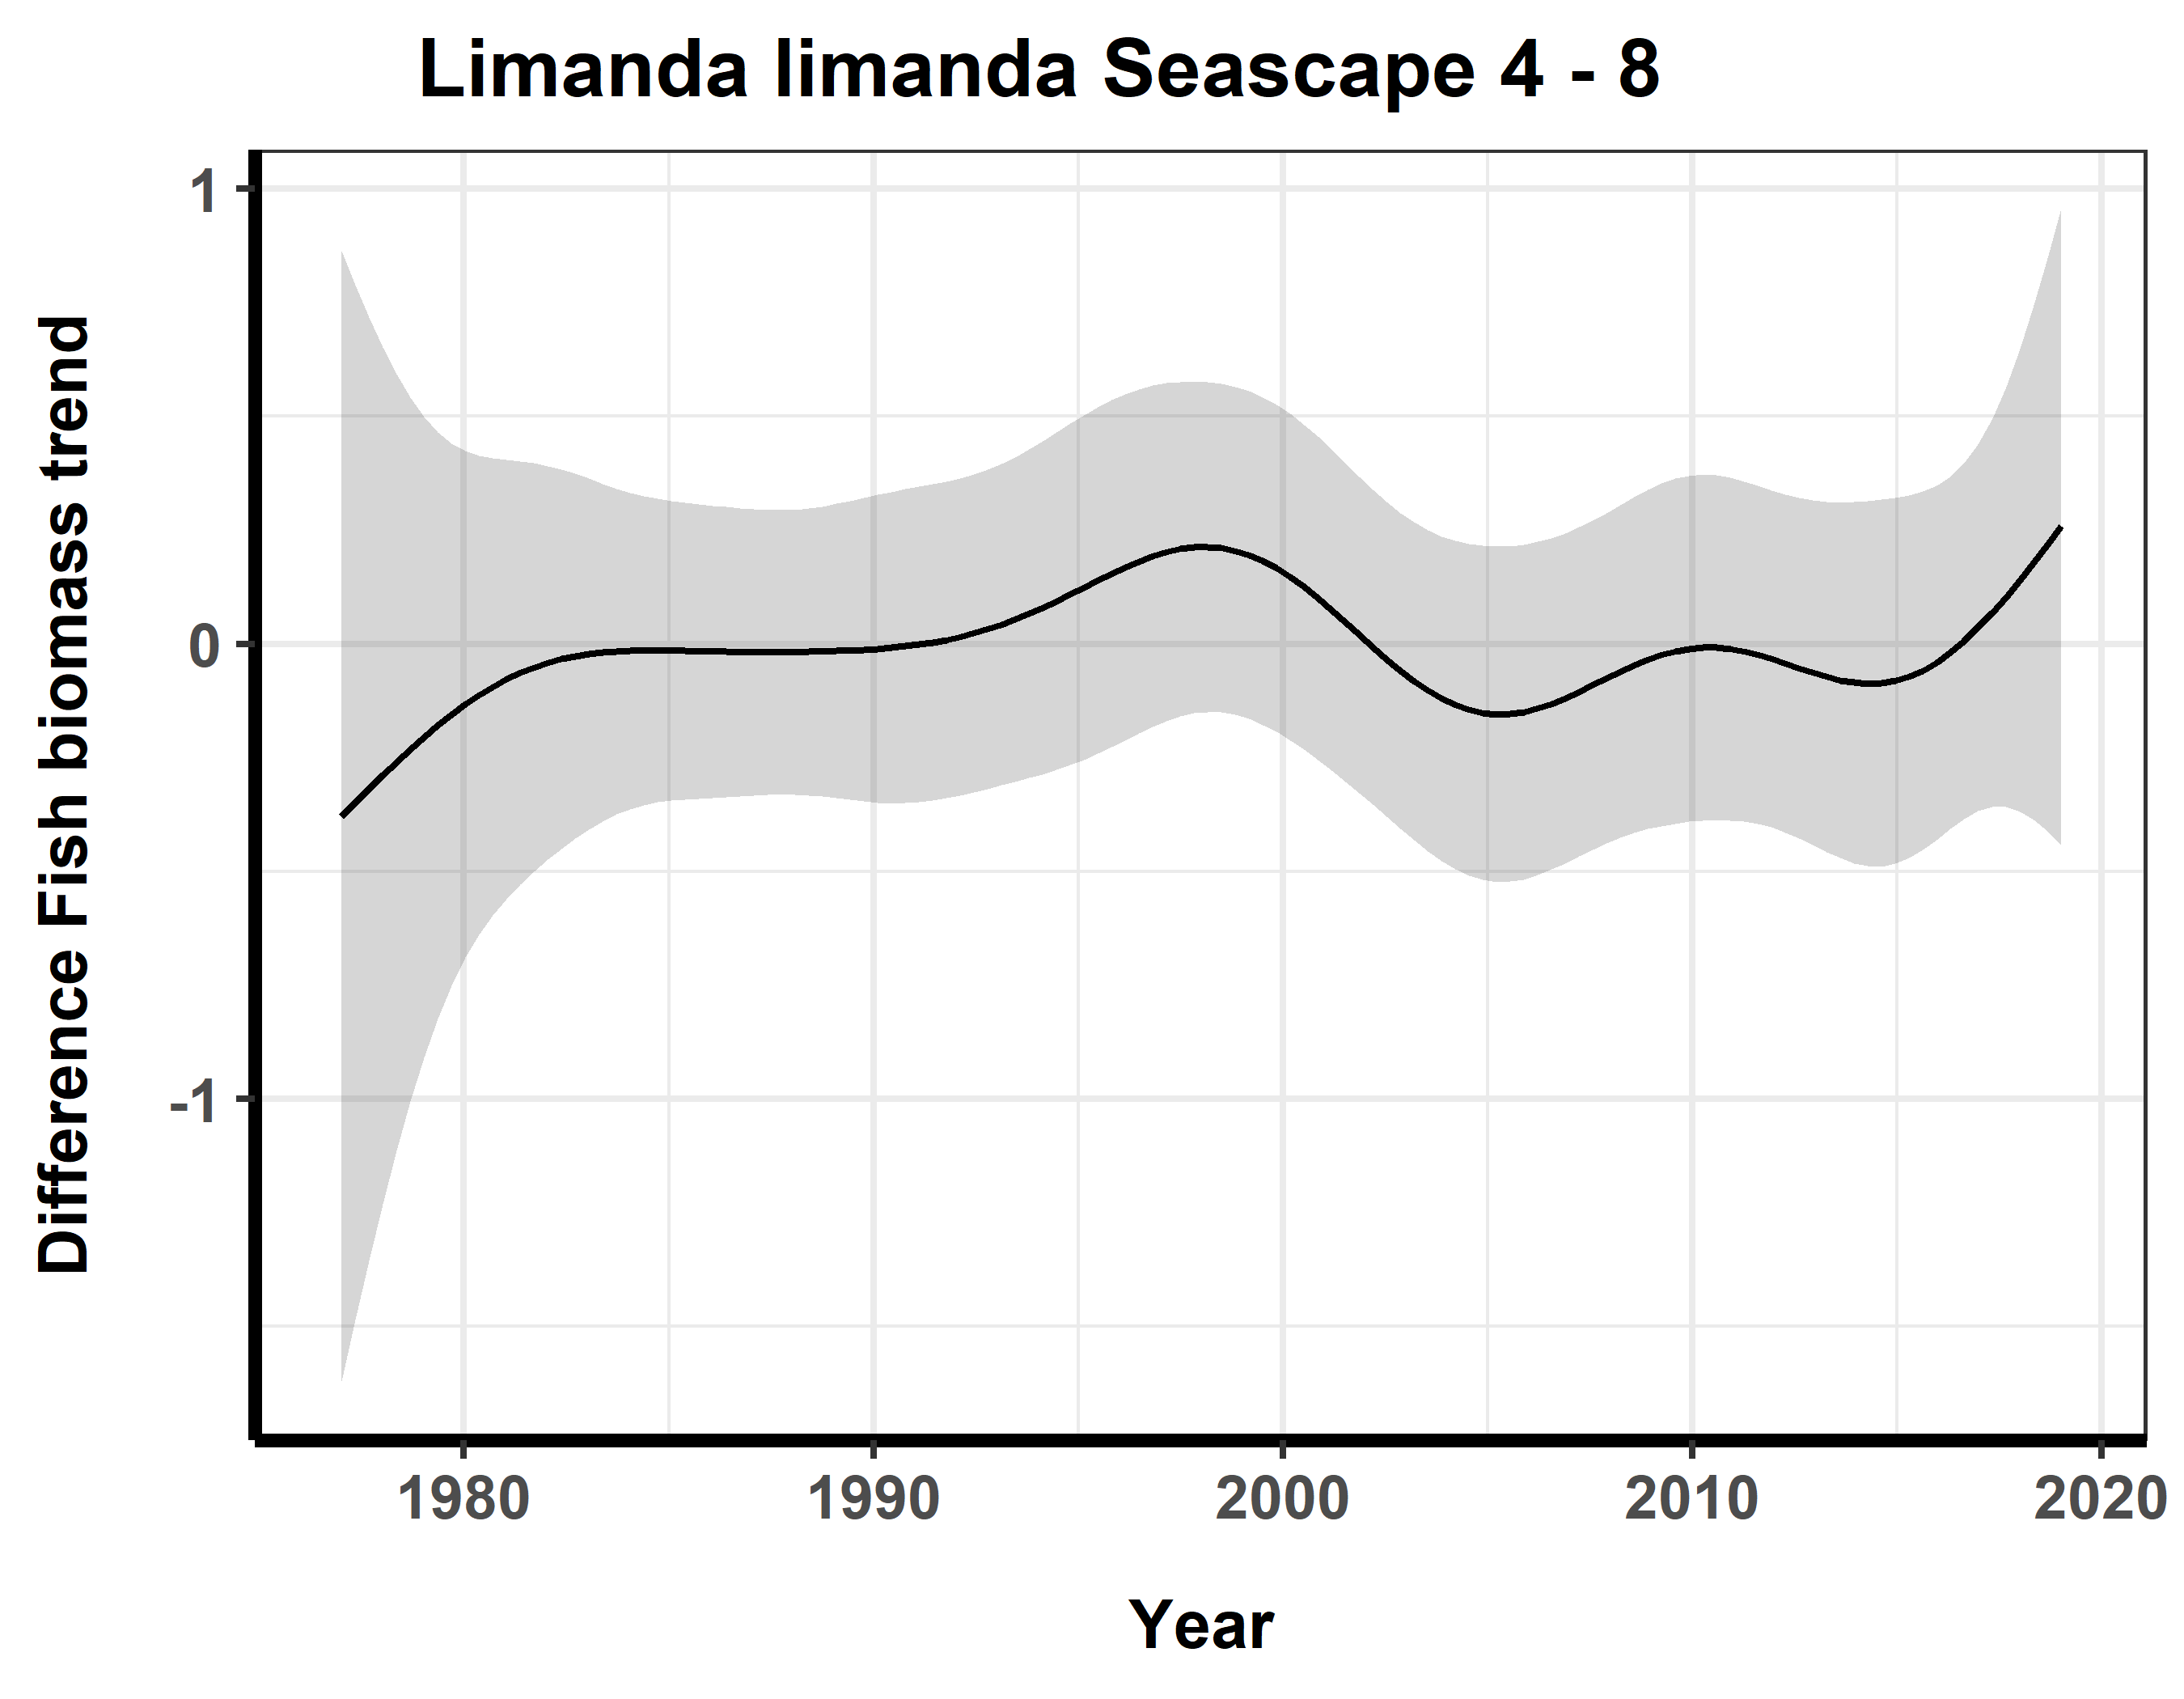 Limanda limanda Seascape 4 - 8
Difference Fish biomass trend
1
0
-1
1980
1990
2000
2010
2020
Year